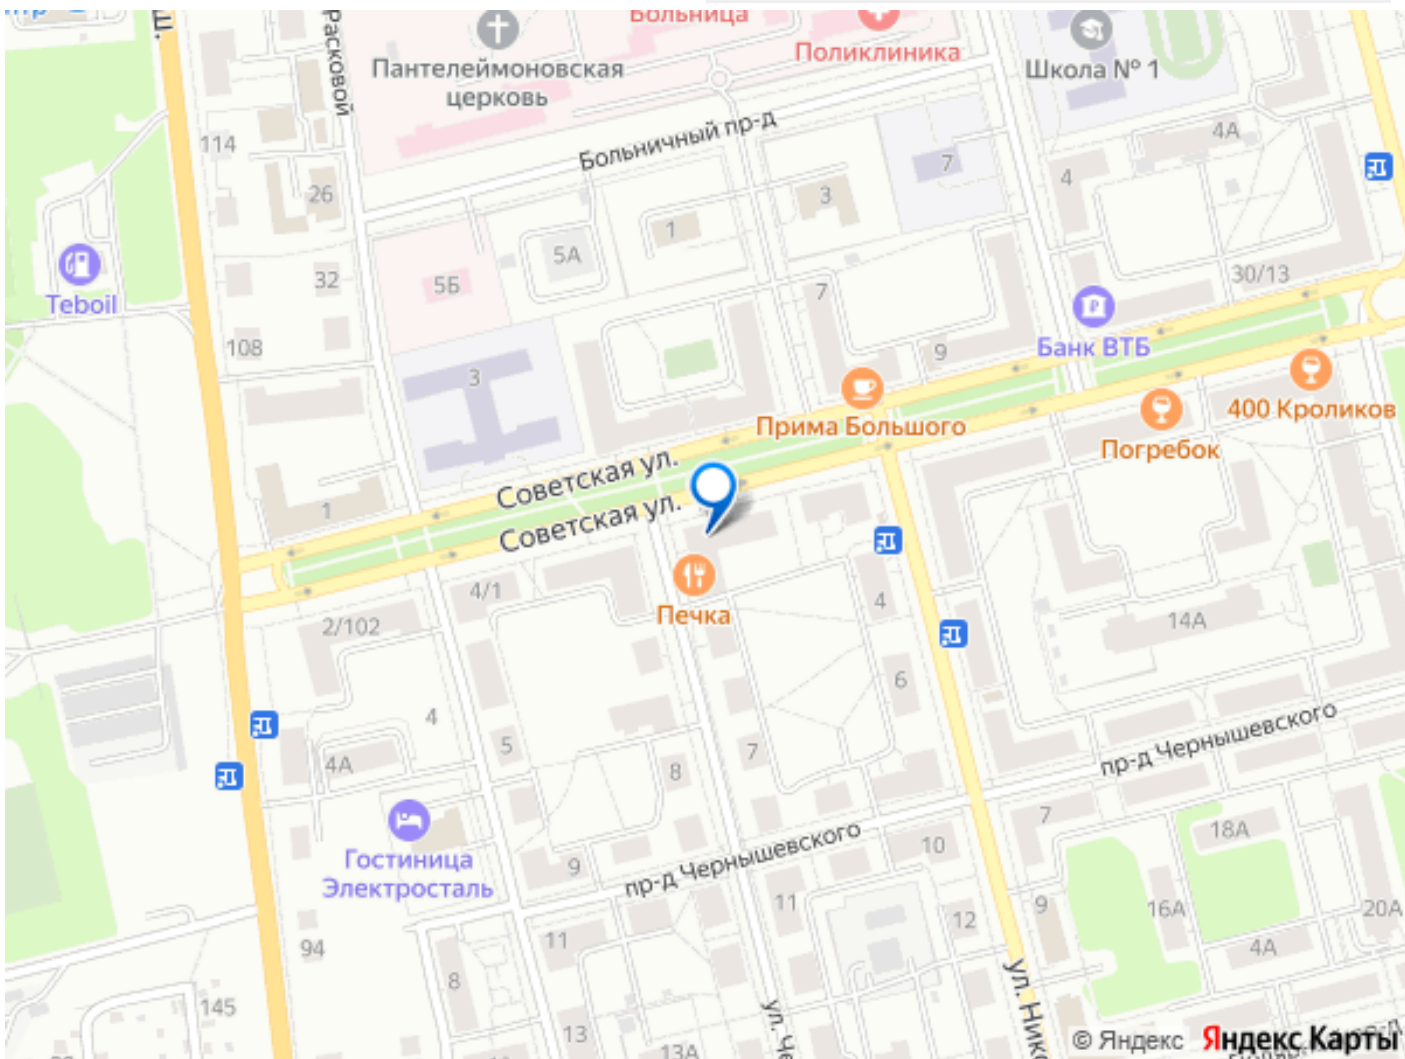 Больница
Поликлиника
Пантелеймоновская
церковь
Школа № 1
Расковой
Ш.
Больничный пр-д
4А
114
7
4
26
3
1
5А
30/13
32
5Б
7
Teboil
Банк ВТБ
108
9
3
400 Кроликов
Прима Большого
Погребок
Советская ул.
1
Советская ул.
4/1
4
Печка
2/102
14А
6
пр-д Чернышевского
4
5
7
4А
8
7
18А
пр-д Чернышевского
10
Гостиница
Электросталь
9
11
9
16А
20А
12
11
94
4А
8
145
ул. Нико
ул. Че
13
13А
© Яндекс Яндекс Карты